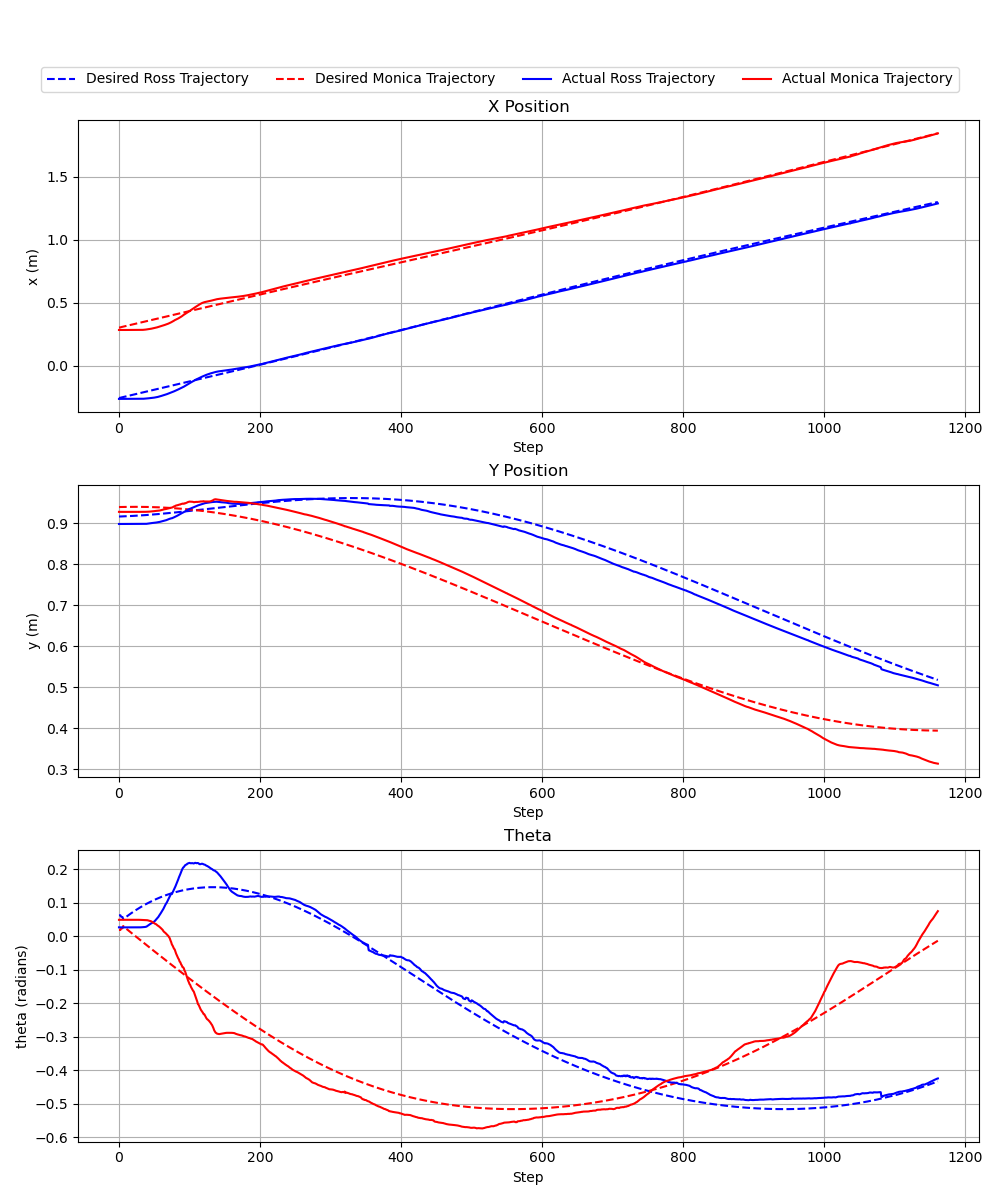 Desired Ross Trajectory Desired Monica Trajectory Actual Ross Trajectory Actual Monica Trajectory
X Position
1.5
1.0
0.5
0.0
x (m)
0 200 400 600 800 1000 1200
Step
Y Position
0.9
0.8
0.7
0.6
0.5
0.4
0.3
y (m)
0 200 400 600 800 1000 1200
Step
Theta
0.2
0.1
0.0
−0.1
−0.2
−0.3
−0.4
−0.5
−0.6
theta (radians)
0 200 400 600 800 1000 1200
Step